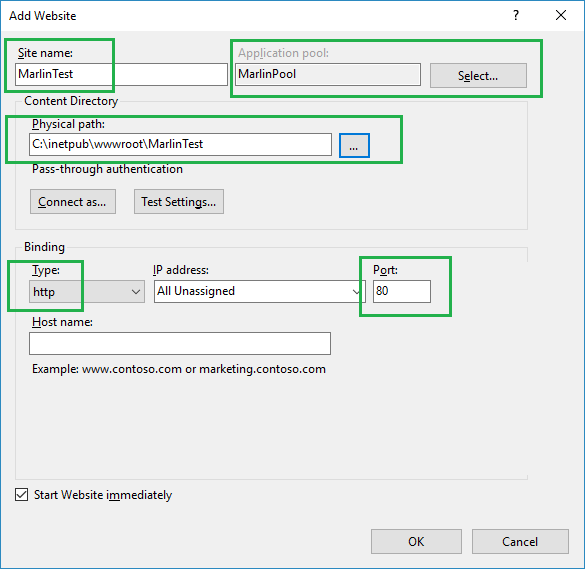 Add Website
? ×
Site name: Application pool:
MarlinTest MarlinPool Select...
Content Directory
Physical path:
C:\inetpub\wwwroot\MarlinTest ...
Pass-through authentication
Connect as... Test Settings...
Binding
Type: IP address: Port:
http All Unassigned 80
Host name:
Example: www.contoso.com or marketing.contoso.com
Start Website immediately
OK Cancel